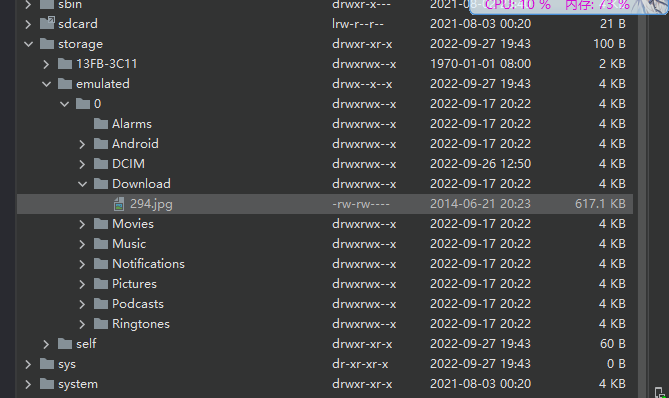 sbin drwxr-x--- 2021-08-03 00:20
CPU: 10 % 内存: 73 %
sdcard lrw-r--r-- 2021-08-03 00:20 21 B
storage drwxr-xr-x 2022-09-27 19:43 100 B
13FB-3C11 drwxrwx--x 1970-01-01 08:00 2 KB
emulated drwx--x--x 2022-09-27 19:43 4 KB
0 drwxrwx--x 2022-09-17 20:22 4 KB
Alarms drwxrwx--x 2022-09-17 20:22 4 KB
Android drwxrwx--x 2022-09-17 20:22 4 KB
DCIM drwxrwx--x 2022-09-26 12:50 4 KB
Download drwxrwx--x 2022-09-17 20:22 4 KB
294.jpg -rw-rw---- 2014-06-21 20:23 617.1 KB
Movies drwxrwx--x 2022-09-17 20:22 4 KB
Music drwxrwx--x 2022-09-17 20:22 4 KB
Notifications drwxrwx--x 2022-09-17 20:22 4 KB
Pictures drwxrwx--x 2022-09-17 20:22 4 KB
Podcasts drwxrwx--x 2022-09-17 20:22 4 KB
Ringtones drwxrwx--x 2022-09-17 20:22 4 KB
self drwxr-xr-x 2022-09-27 19:43 60 B
sys dr-xr-xr-x 2022-09-27 19:43 0 B
system drwxr-xr-x 2021-08-03 00:20 4 KB